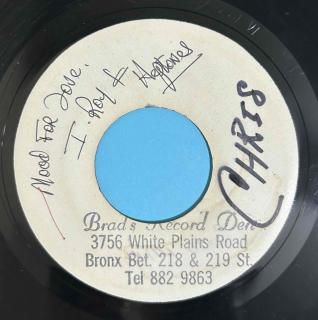 Mood For Love.
I. Roy & Heptones
CHRIS
Brad's Record Den
3756 White Plains Road
Bronx Bet. 218 & 219 St.
Tel 882 9863